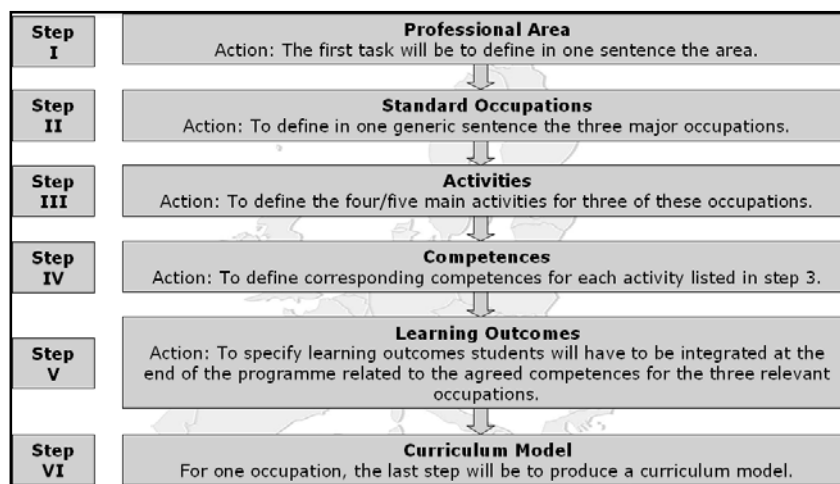 Step
I
Professional Area
Action: The first task will be to define in one sentence the area.
Step
II
Standard Occupations
Action: To define in one generic sentence the three major occupations.
Step
III
Activities
Action: To define the four/five main activities for three of these occupations.
Step
IV
Competences
Action: To define corresponding competences for each activity listed in step 3.
Step
V
Learning Outcomes
Action: To specify learning outcomes students will have to be integrated at the
end of the programme related to the agreed competences for the three relevant
occupations.
Step
VI
Curriculum Model
For one occupation, the last step will be to produce a curriculum model.